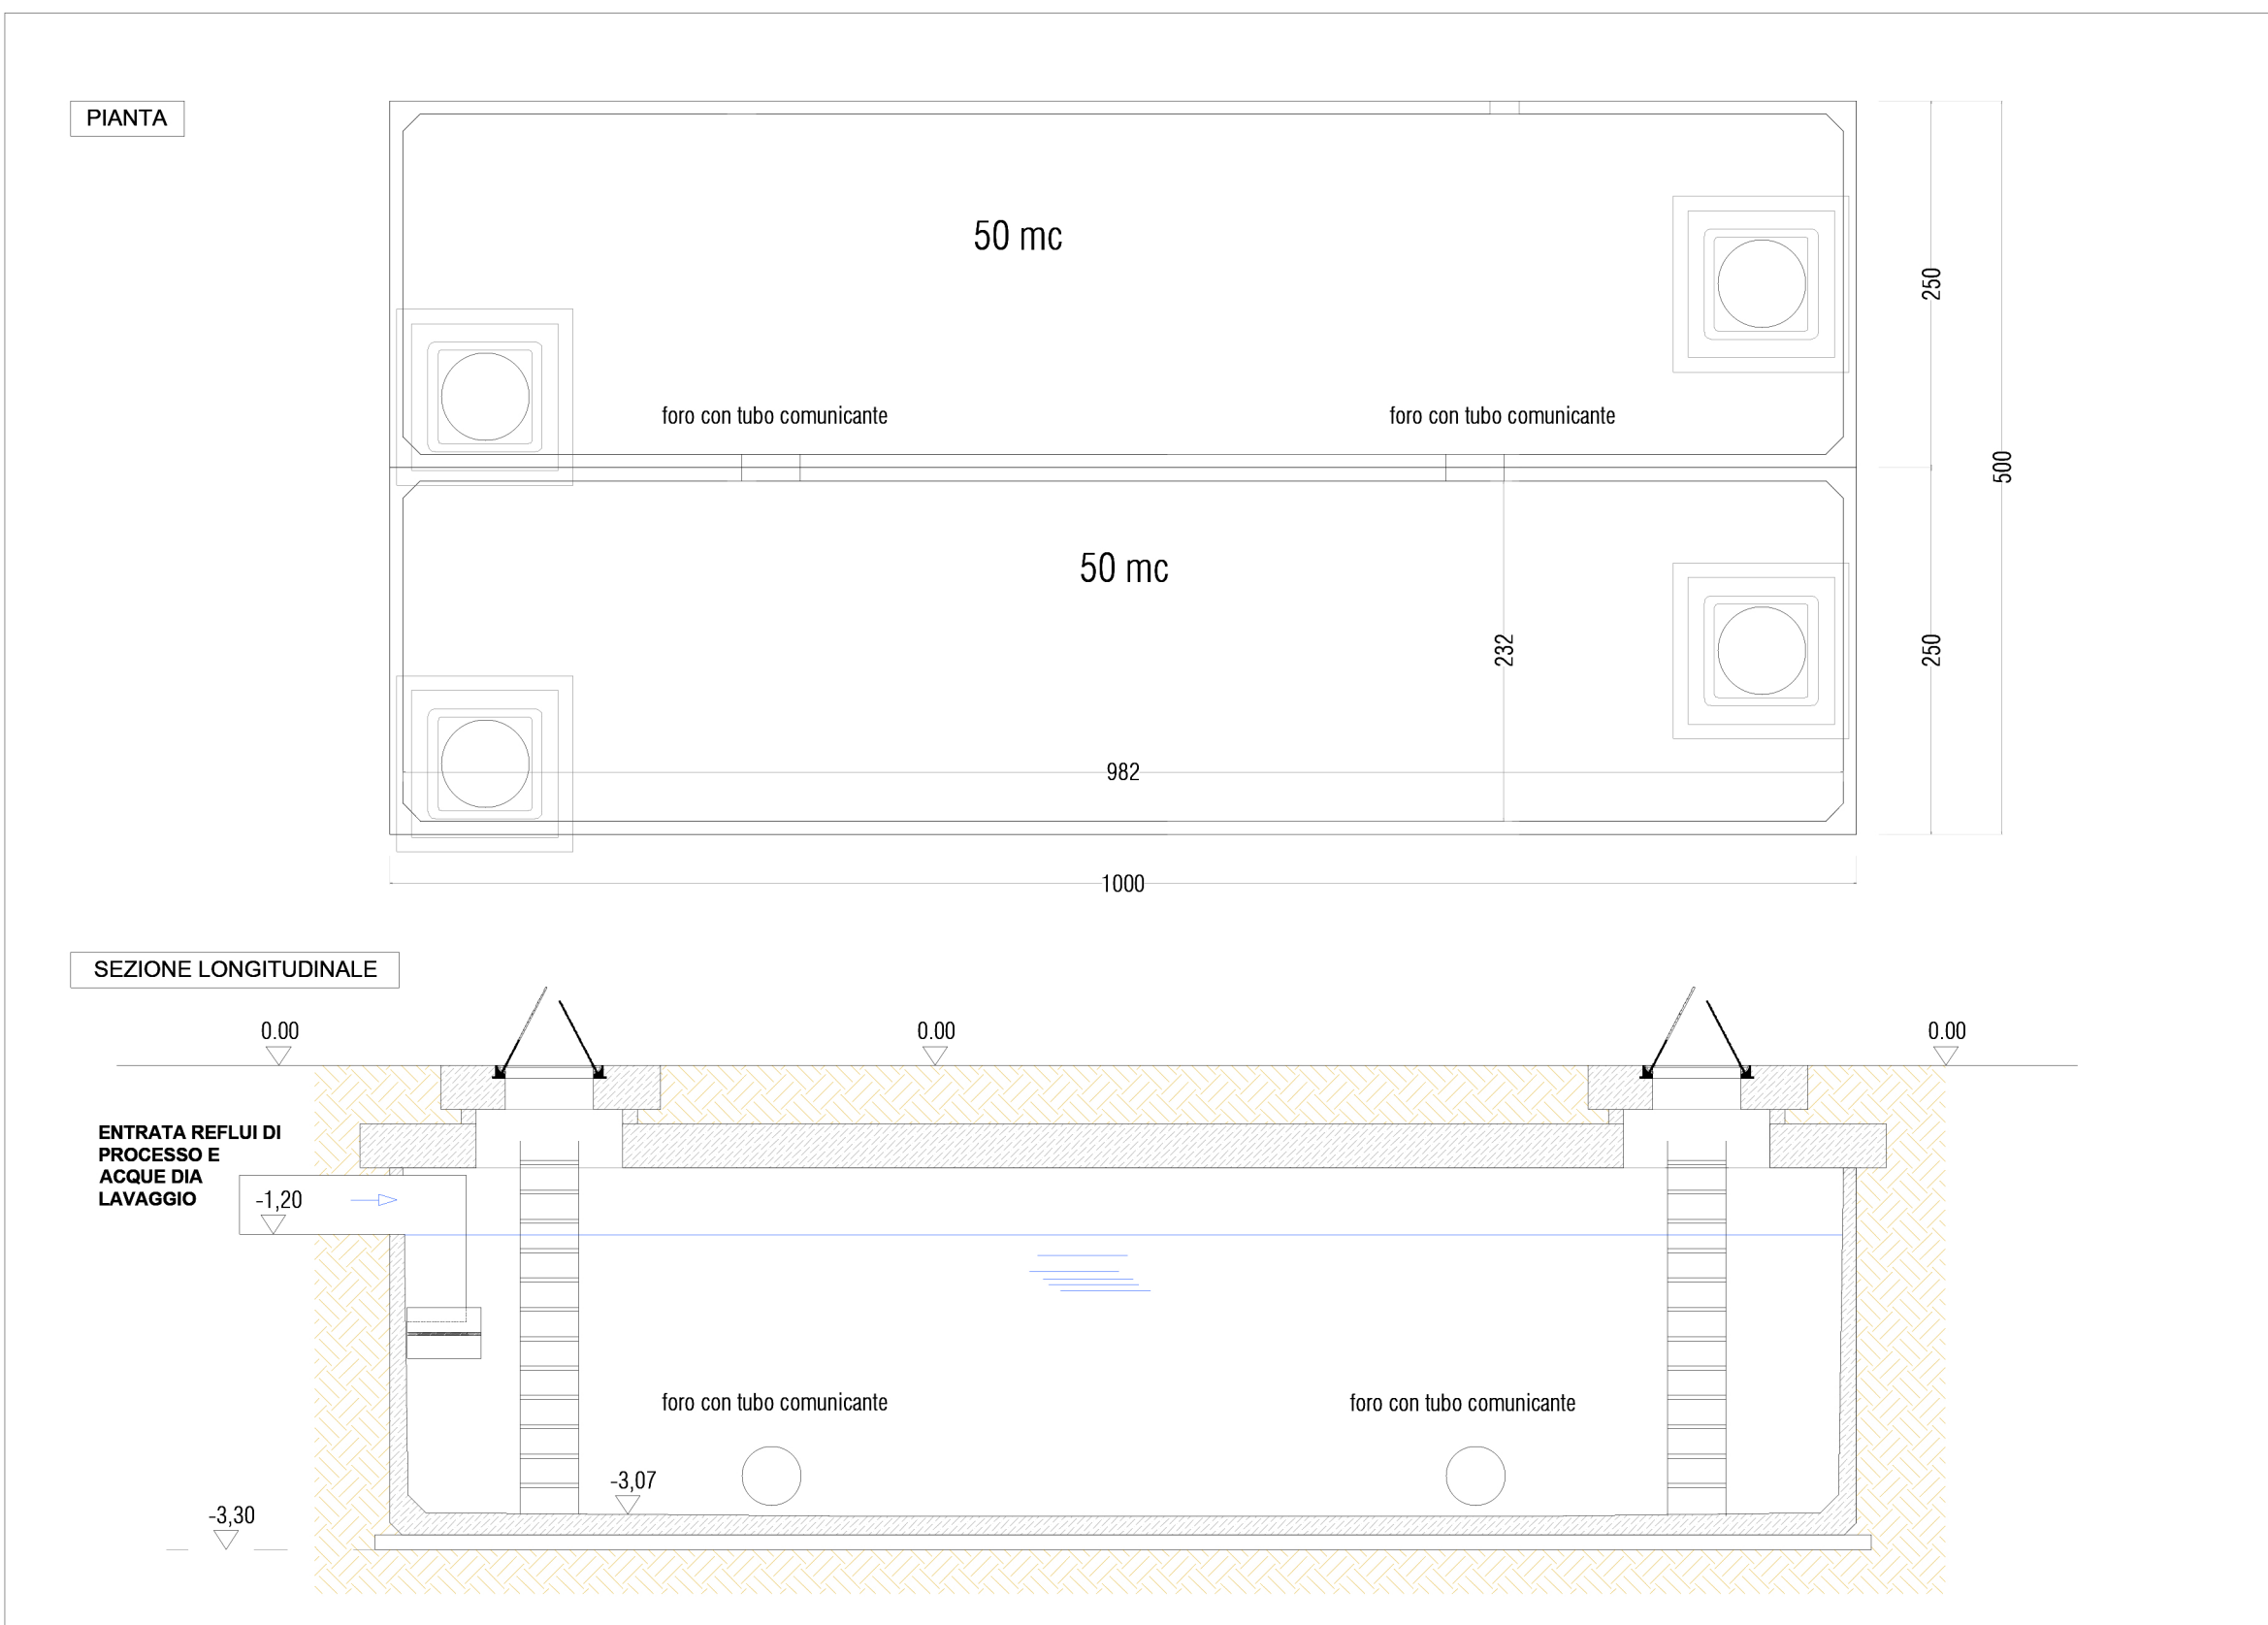 PIANTA
50 mc
250
foro con tubo comunicante
foro con tubo comunicante
500
50 mc
232
250
982
1000
SEZIONE LONGITUDINALE
0.00
0.00
0.00
ENTRATA REFLUI DI
PROCESSO E
ACQUE DIA
LAVAGGIO
-1,20
foro con tubo comunicante
foro con tubo comunicante
-3,07
-3,30